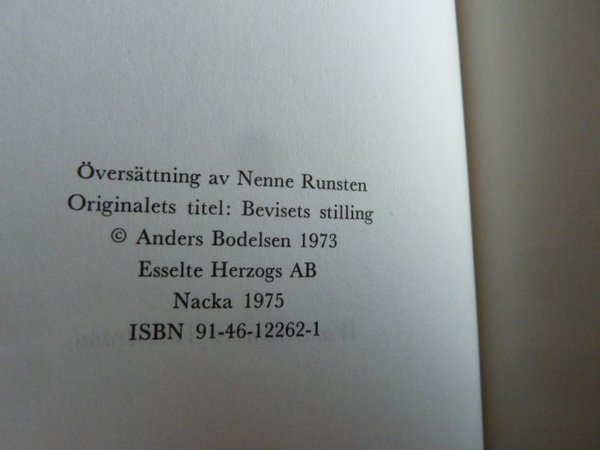 Översättning av Nenne Runsten
Originalets titel: Bevisets stilling
© Anders Bodelsen 1973
Esselte Herzogs AB
Nacka 1975
ISBN 91-46-12262-1